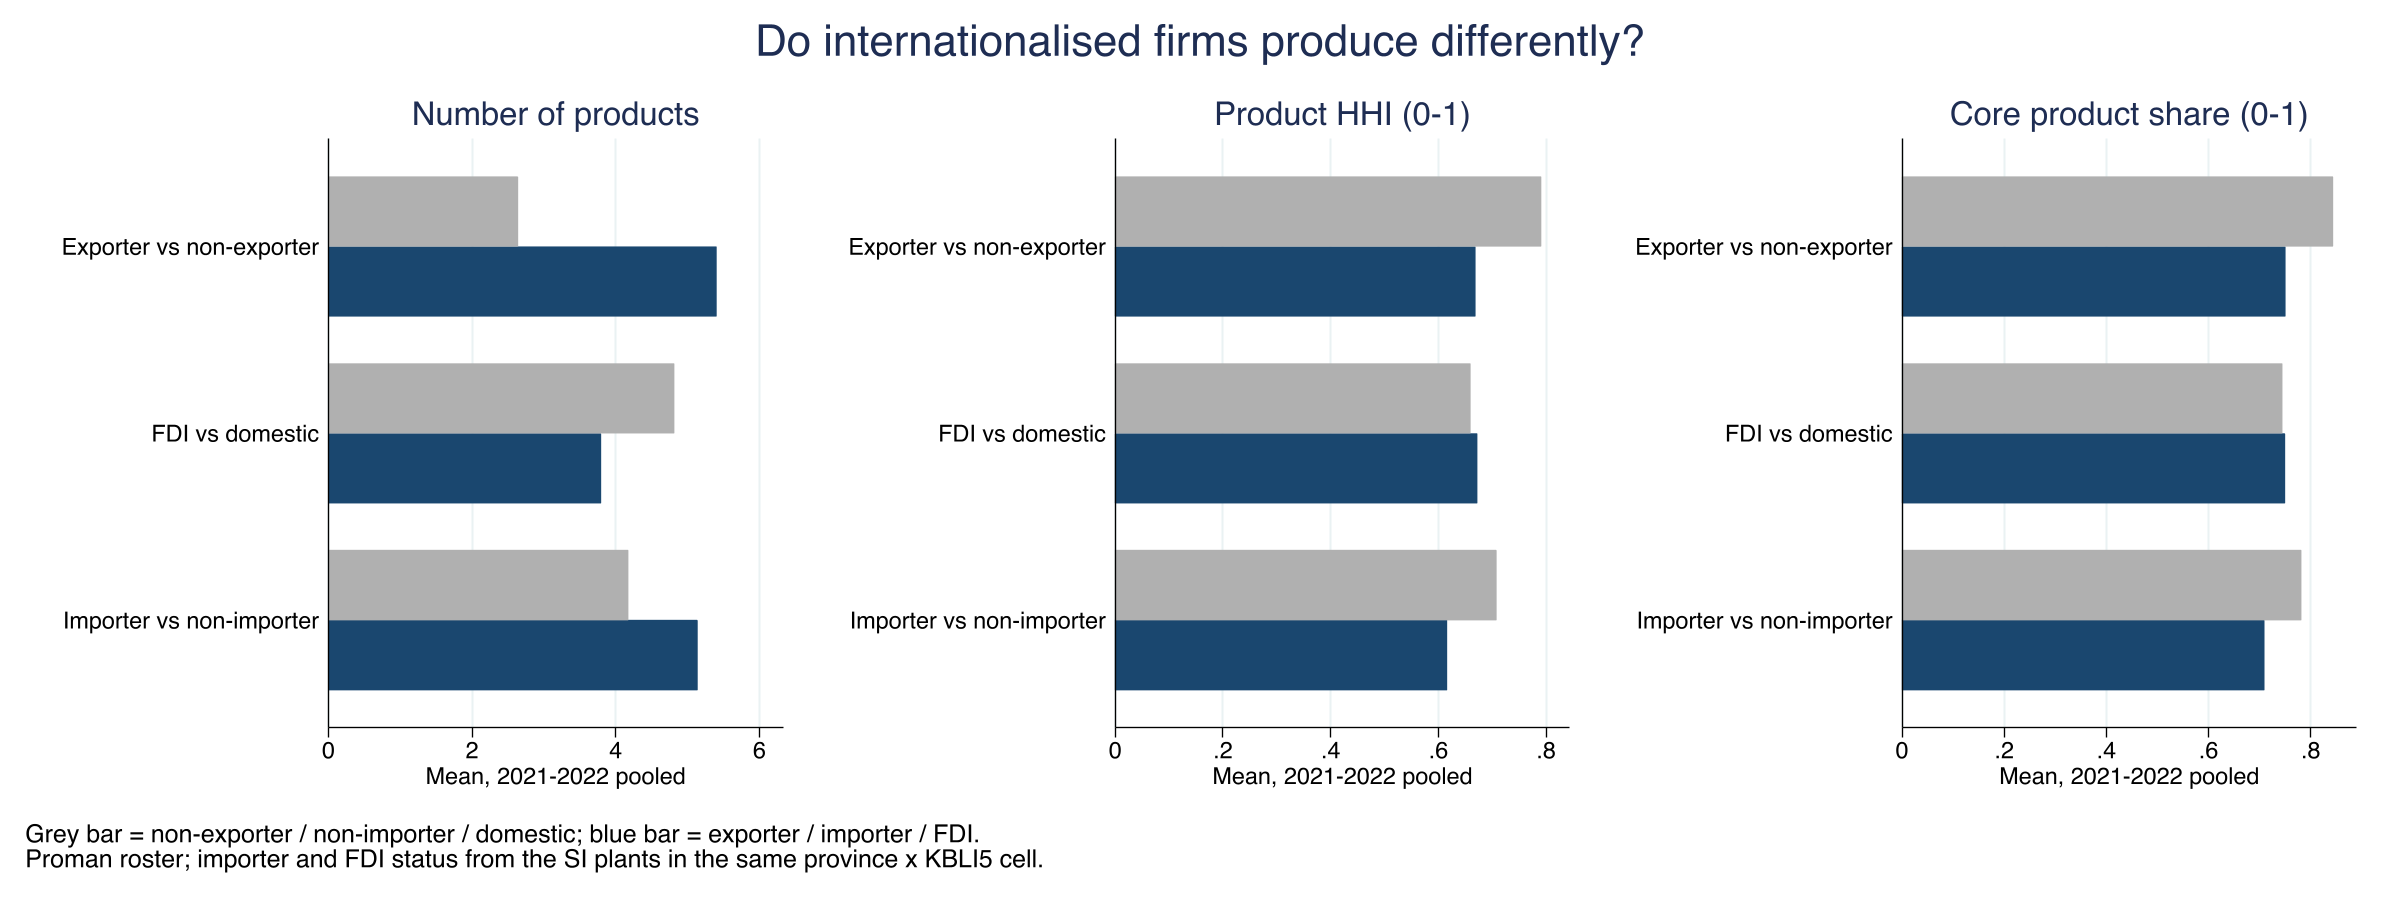 Do internationalised firms produce differently?
Number of products
Exporter vs non-exporter
FDI vs domestic
Importer vs non-importer
0 2 4 6
Mean, 2021-2022 pooled
Product HHI (0-1)
Exporter vs non-exporter
FDI vs domestic
Importer vs non-importer
0 .2 .4 .6 .8
Mean, 2021-2022 pooled
Core product share (0-1)
Exporter vs non-exporter
FDI vs domestic
Importer vs non-importer
0 .2 .4 .6 .8
Mean, 2021-2022 pooled
Grey bar = non-exporter / non-importer / domestic; blue bar = exporter / importer / FDI.
Proman roster; importer and FDI status from the SI plants in the same province x KBLI5 cell.